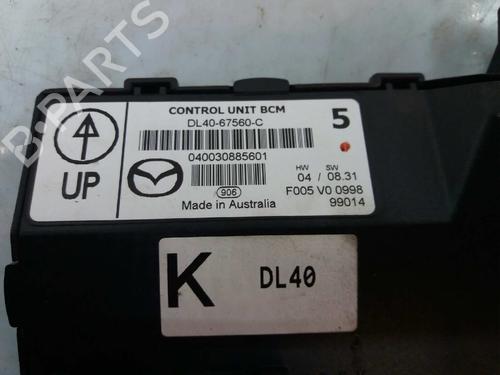 B-PARTS
CONTROL UNIT BCM
DL40-67560-C
5
040030885601
HW SW
04 / 08.31
906
F005 V0 0998
Made in Australia
99014
UP
K DL40